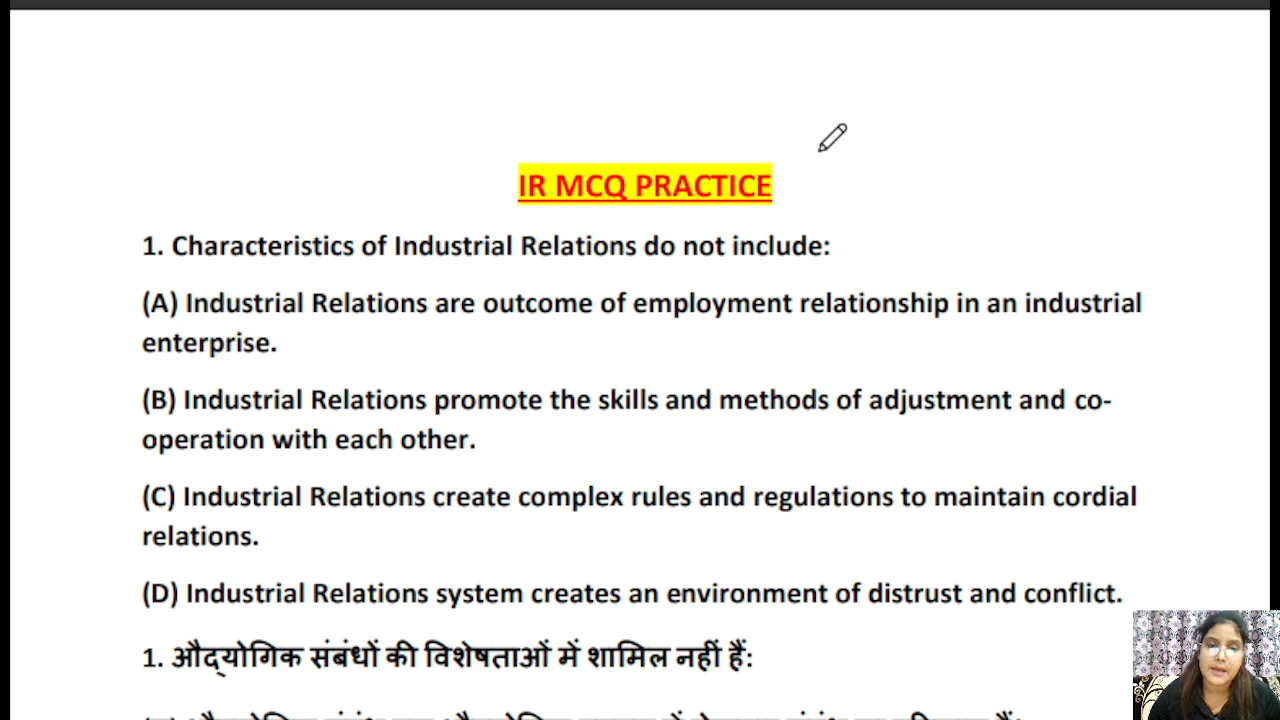 IR MCQ PRACTICE
1. Characteristics of Industrial Relations do not include:
(A) Industrial Relations are outcome of employment relationship in an industrial
enterprise.
(B) Industrial Relations promote the skills and methods of adjustment and co-
operation with each other.
(C) Industrial Relations create complex rules and regulations to maintain cordial
relations.
(D) Industrial Relations system creates an environment of distrust and conflict.
1. औद्योगिक संबंधों की विशेषताओं में शामिल नहीं हैं: